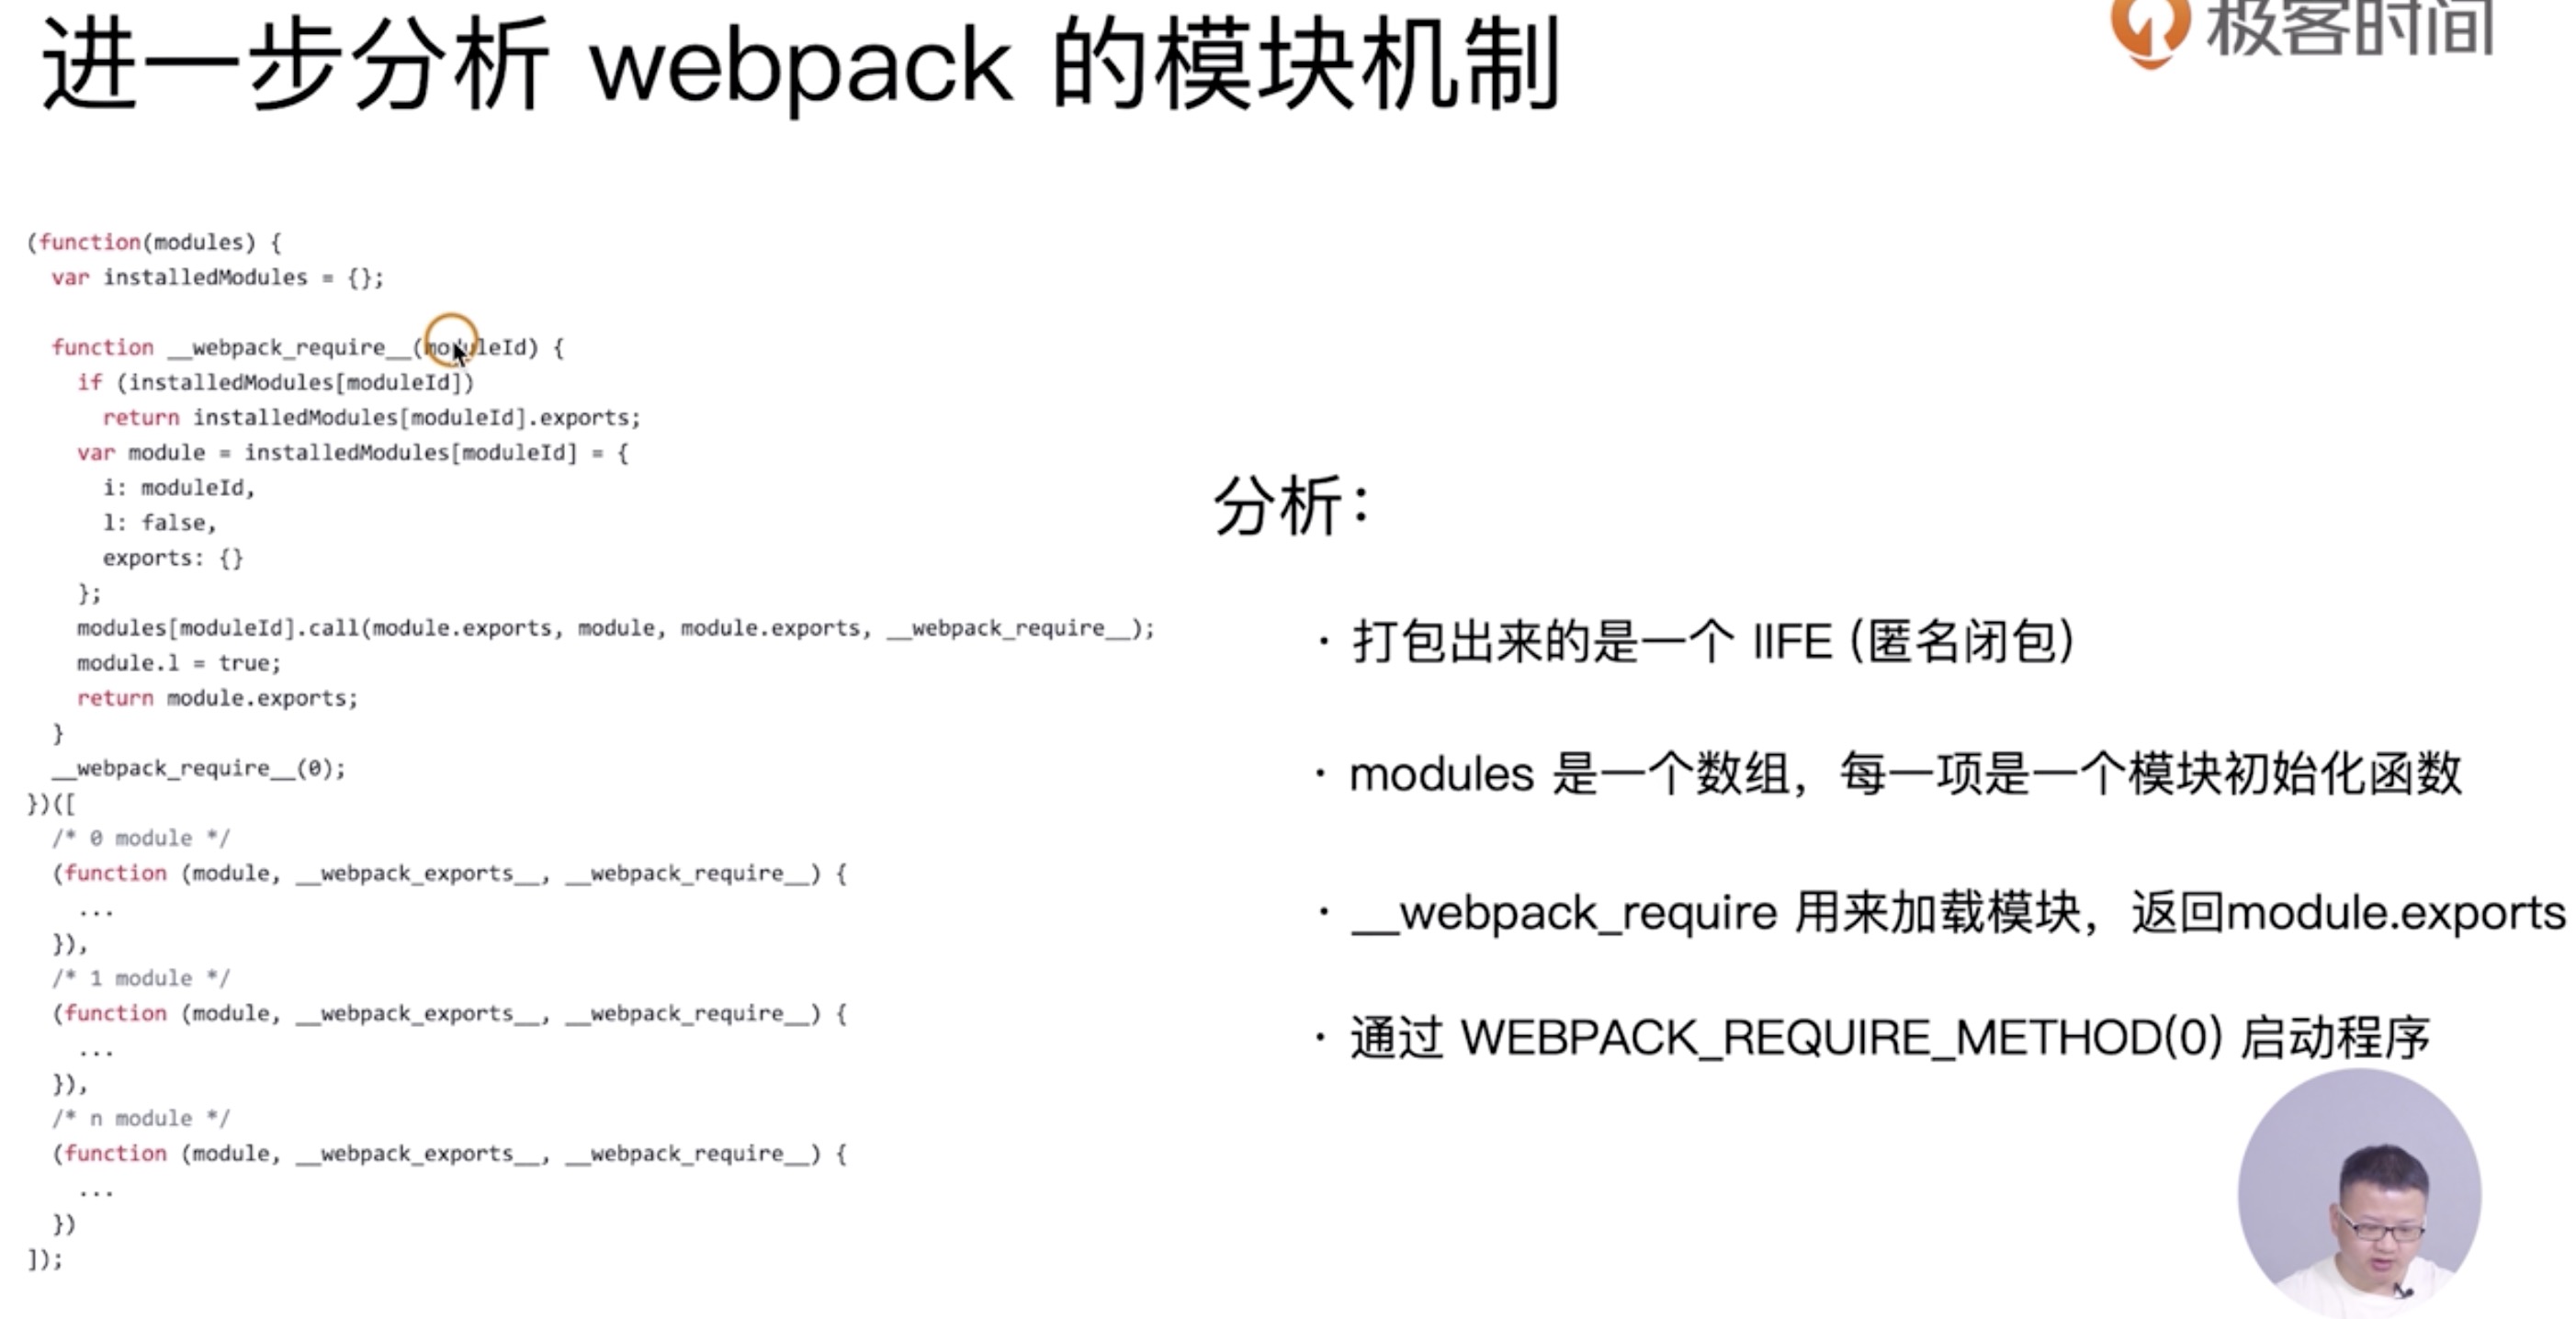 进一步分析 webpack 的模块机制
极客时间
(function(modules) {
  var installedModules = {};
  function __webpack_require__(moduleId) {
    if (installedModules[moduleId])
      return installedModules[moduleId].exports;
    var module = installedModules[moduleId] = {
      i: moduleId,
      l: false,
      exports: {}
    };
    modules[moduleId].call(module.exports, module, module.exports, __webpack_require__);
    module.l = true;
    return module.exports;
  }
  __webpack_require__(0);
})([
  /* 0 module */
  (function (module, __webpack_exports__, __webpack_require__) {
    ...
  }),
  /* 1 module */
  (function (module, __webpack_exports__, __webpack_require__) {
    ...
  }),
  /* n module */
  (function (module, __webpack_exports__, __webpack_require__) {
    ...
  })
]);
分析：
· 打包出来的是一个 IIFE (匿名闭包)
· modules 是一个数组，每一项是一个模块初始化函数
· __webpack_require 用来加载模块，返回module.exports
· 通过 WEBPACK_REQUIRE_METHOD(0) 启动程序